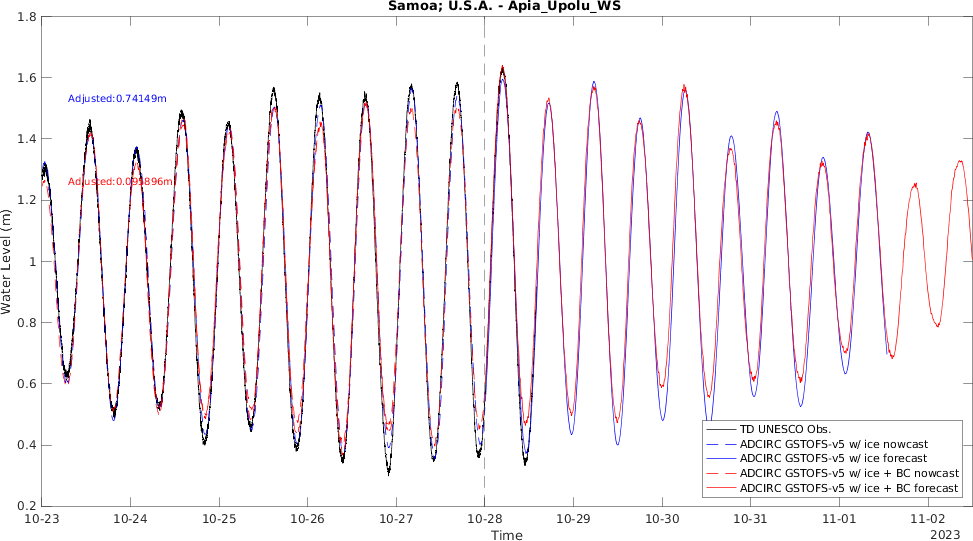 Samoa; U.S.A. - Apia_Upolu_WS
1.8
1.6
1.4
1.2
1
0.8
0.6
0.4
0.2
Water Level (m)
Adjusted:0.74149m
Adjusted:0.095896m
TD UNESCO Obs.
ADCIRC GSTOFS-v5 w/ ice nowcast
ADCIRC GSTOFS-v5 w/ ice forecast
ADCIRC GSTOFS-v5 w/ ice + BC nowcast
ADCIRC GSTOFS-v5 w/ ice + BC forecast
10-23 10-24 10-25 10-26 10-27 10-28 10-29 10-30 10-31 11-01 11-02
Time 2023